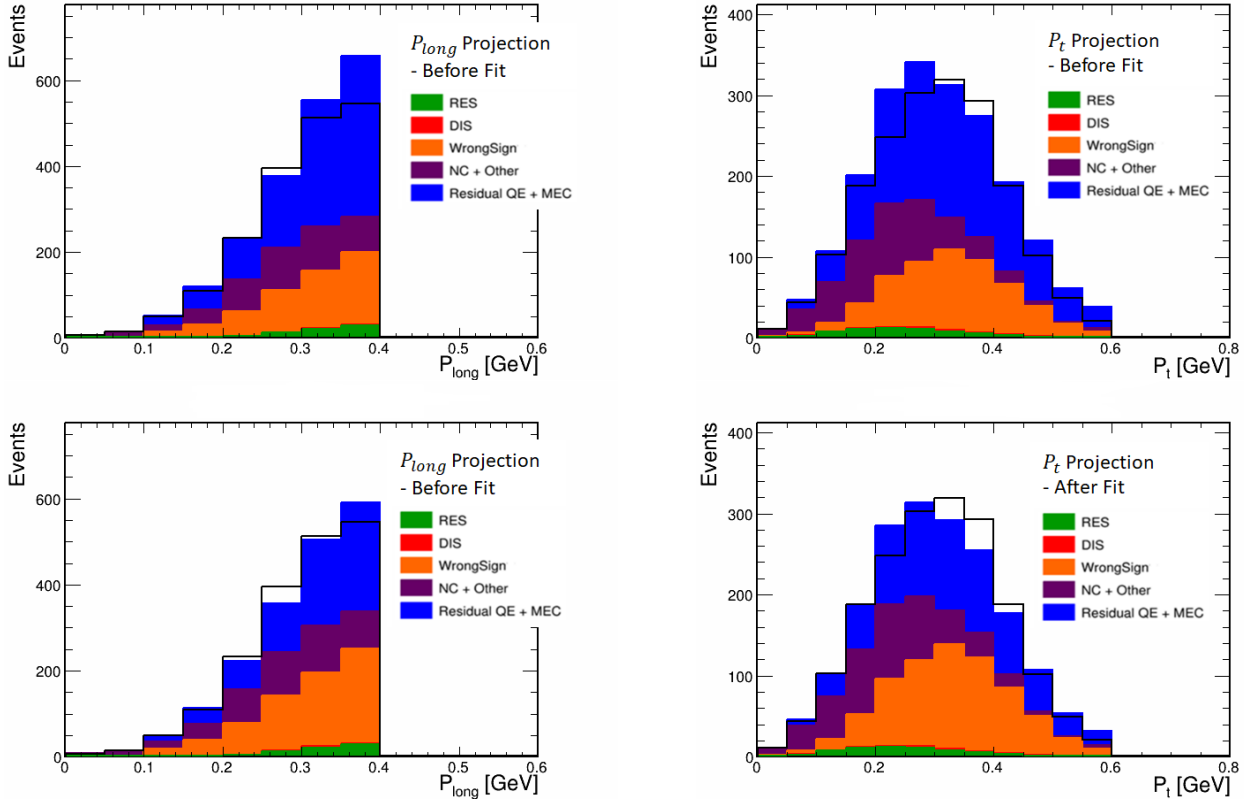 Events
600
400
200
0
0
0.1
0.2
0.3
0.4
0.5
0.6
P_long [GeV]
P_long Projection
- Before Fit
RES
DIS
WrongSign
NC + Other
Residual QE + MEC
Events
400
300
200
100
0
0
0.2
0.4
0.6
0.8
P_t [GeV]
P_t Projection
- Before Fit
RES
DIS
WrongSign
NC + Other
Residual QE + MEC
Events
600
400
200
0
0
0.1
0.2
0.3
0.4
0.5
0.6
P_long [GeV]
P_long Projection
- Before Fit
RES
DIS
WrongSign
NC + Other
Residual QE + MEC
Events
400
300
200
100
0
0
0.2
0.4
0.6
0.8
P_t [GeV]
P_t Projection
- After Fit
RES
DIS
WrongSign
NC + Other
Residual QE + MEC